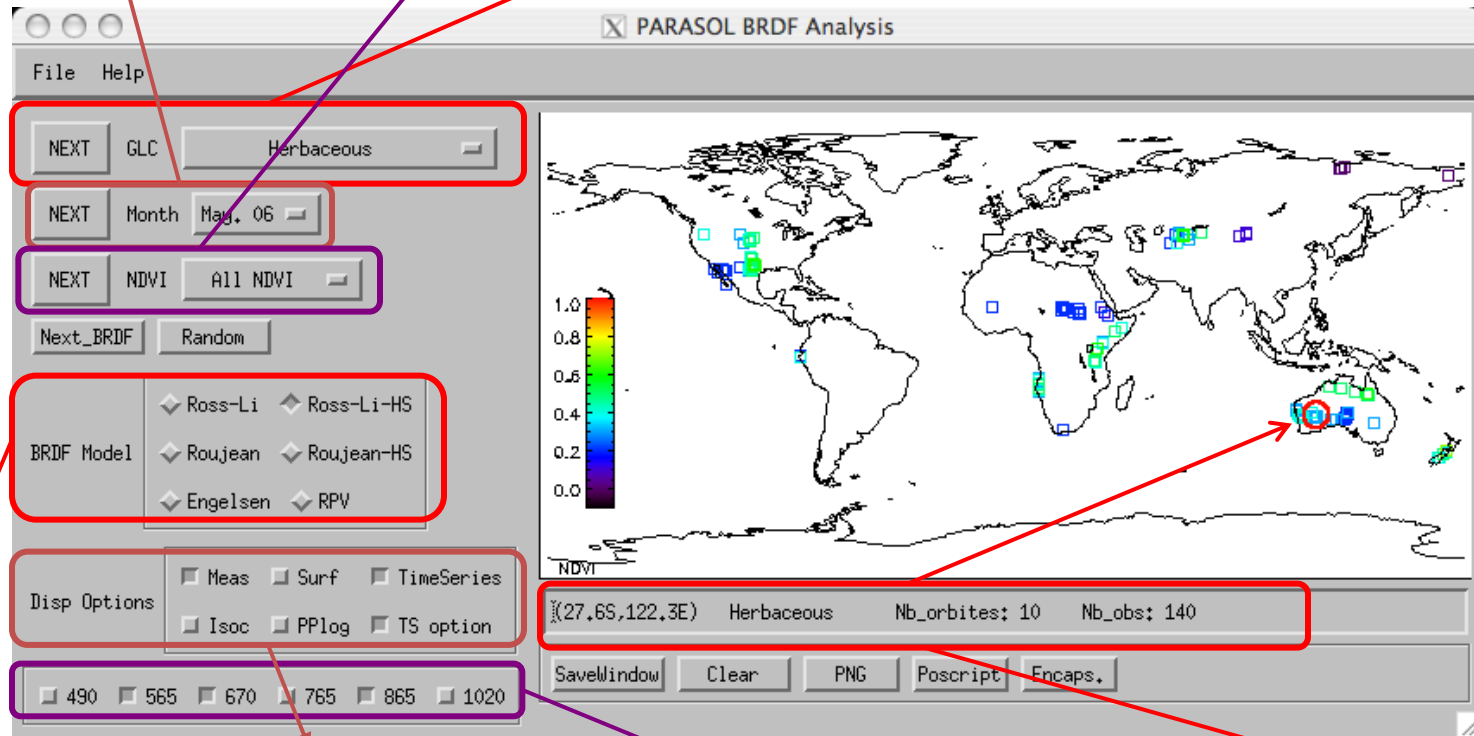 PARASOL BRDF Analysis
File Help
NEXT GLC Herbaceous
NEXT Month May. 06
NEXT NDVI All NDVI
Next_BRDF Random
BRDF Model
Ross-Li Ross-Li-HS
Roujean Roujean-HS
Engelsen RPV
Disp Options
Meas Surf TimeSeries
Isoc PPlog TS option
490 565 670 765 865 1020
1.0
0.8
0.6
0.4
0.2
0.0
NDVI
(27.6S,122.3E) Herbaceous Nb_orbites: 10 Nb_obs: 140
SaveWindow Clear PNG Poscript Encaps.